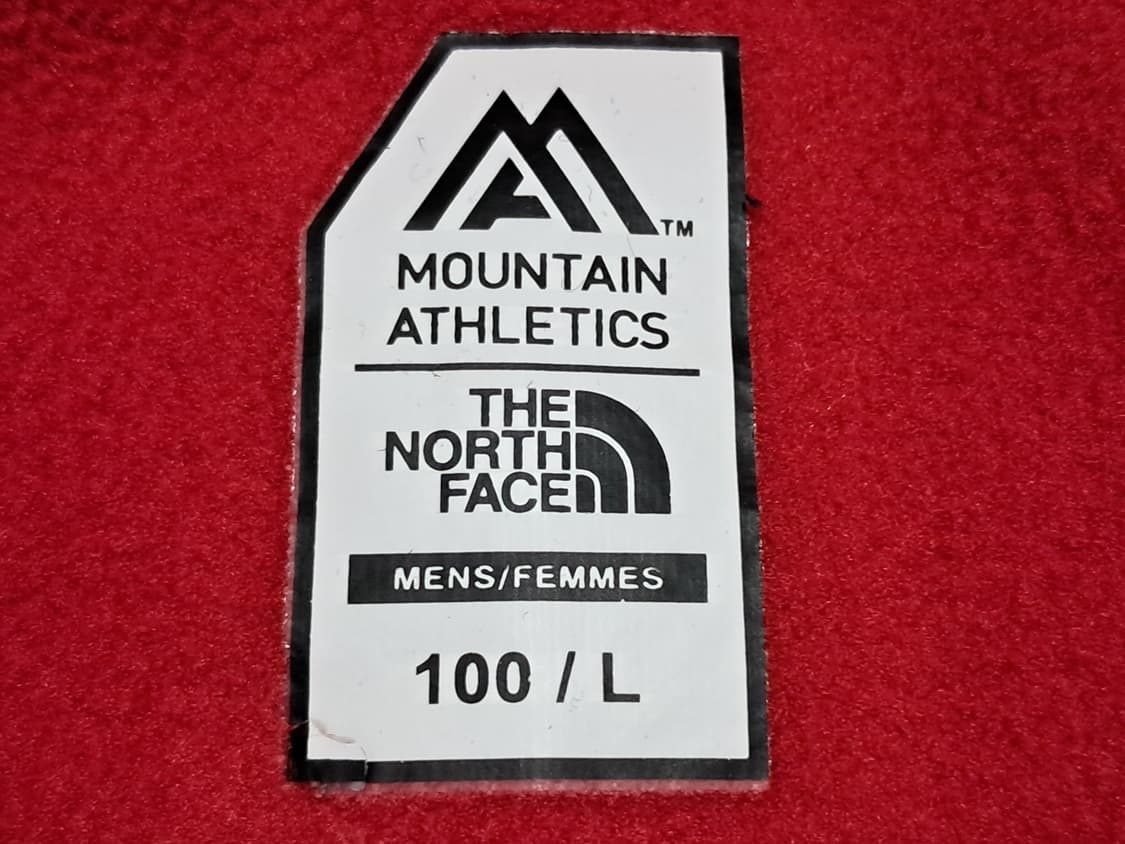 TM
MOUNTAIN
ATHLETICS
THE
NORTH
FACE
MENS/FEMMES
100 / L